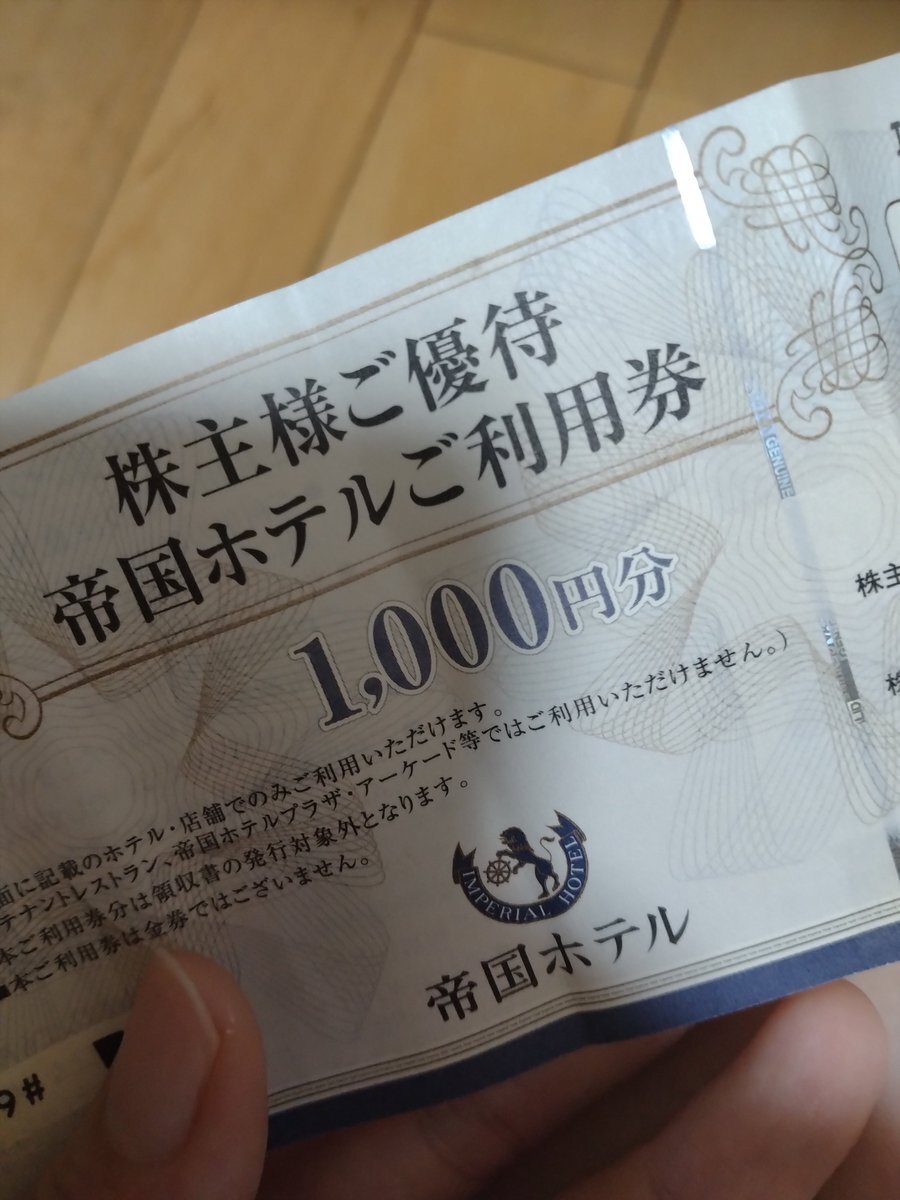 株主様ご優待
帝国ホテルご利用券
1,000円分
面に記載のホテル・店舗でのみご利用いただけます。
テナントレストラン、帝国ホテルプラザ・アーケード等ではご利用いただけません。)
本ご利用券分は領収書の発行対象外となります。
■本ご利用券は金券ではございません。
IMPERIAL HOTEL
帝国ホテル
GENUINE
株主
株
9#